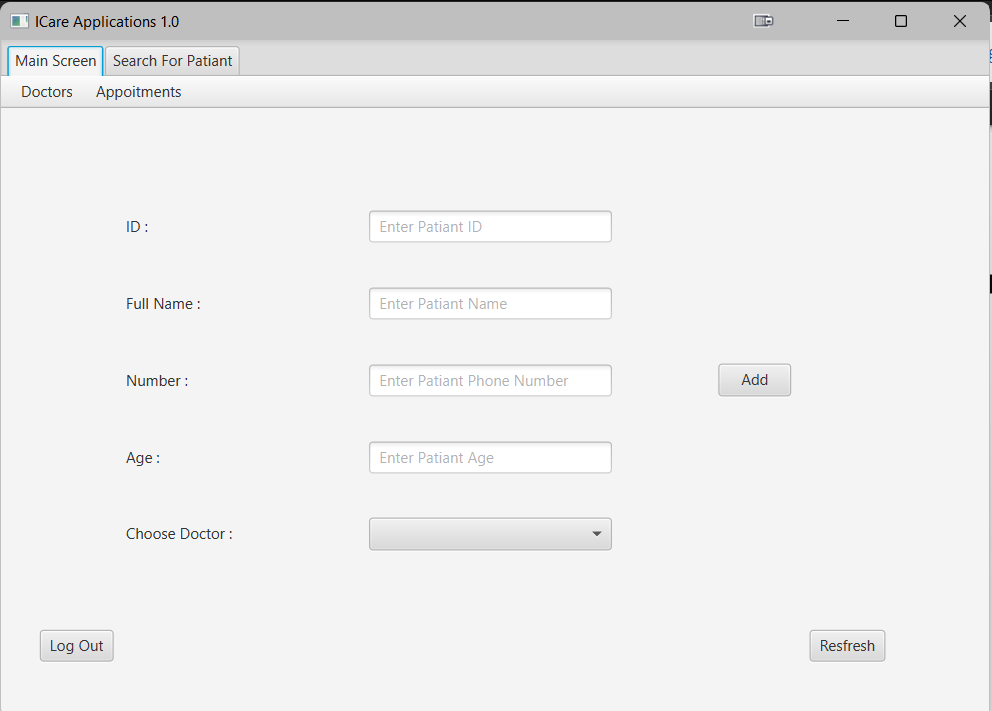 ICare Applications 1.0
Main Screen Search For Patiant
Doctors Appoitments
ID : Enter Patiant ID
Full Name : Enter Patiant Name
Number : Enter Patiant Phone Number Add
Age : Enter Patiant Age
Choose Doctor :
Log Out Resfresh